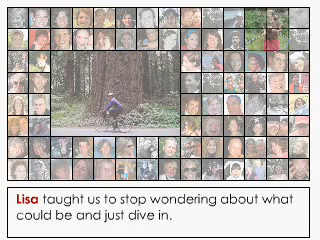 Lisa taught us to stop wondering about what
could be and just dive in.